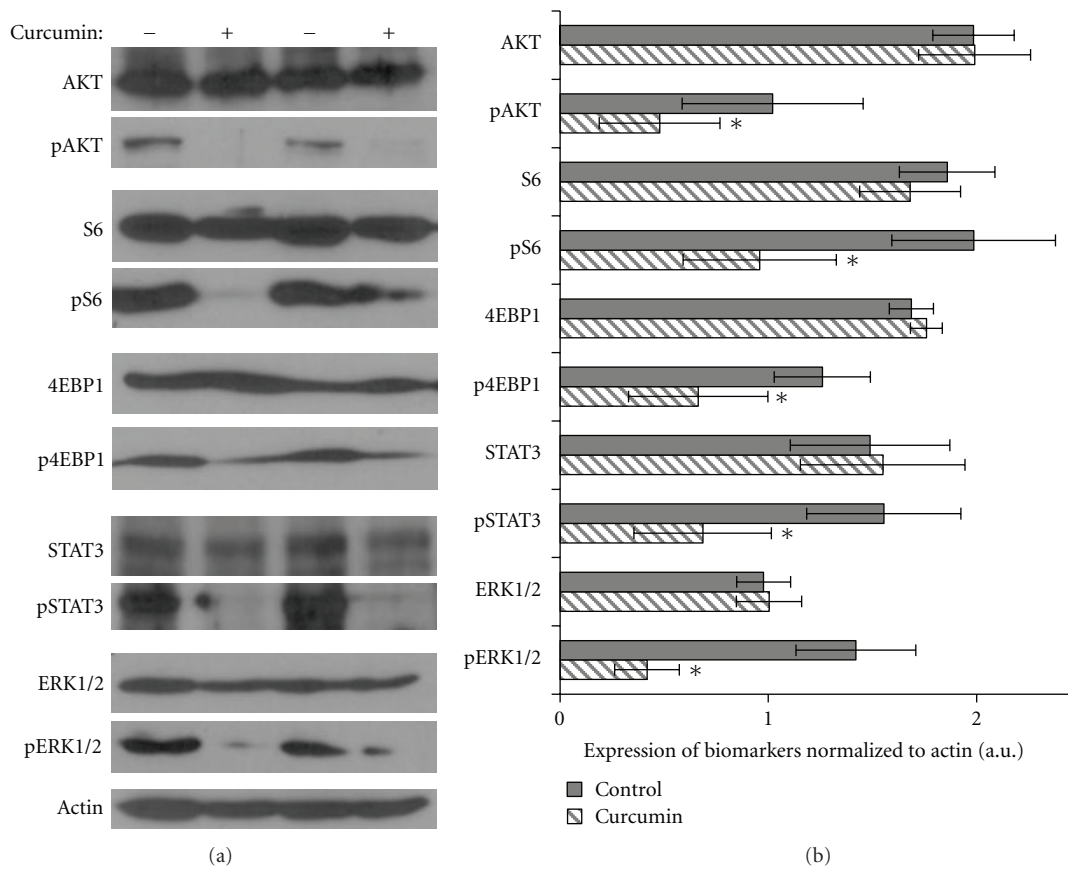 Curcumin: − + − +
AKT
pAKT
S6
pS6
4EBP1
p4EBP1
STAT3
pSTAT3
ERK1/2
pERK1/2
Actin
(a)
AKT
pAKT
*
S6
pS6
*
4EBP1
p4EBP1
*
STAT3
pSTAT3
*
ERK1/2
pERK1/2
*
0 1 2
Expression of biomarkers normalized to actin (a.u.)
Control
Curcumin
(b)